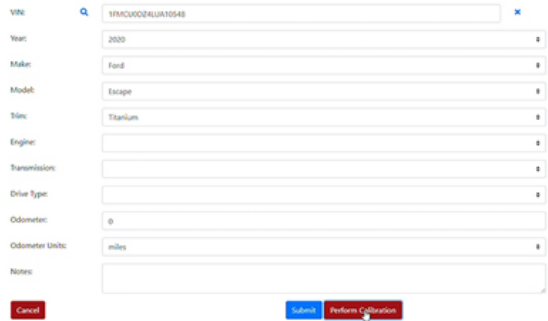 VIN: 1FMCU0DZ4LUA10548
Year: 2020
Make: Ford
Model: Escape
Trim: Titanium
Engine:
Transmission:
Drive Type:
Odometer: 0
Odometer Units: miles
Notes:
Cancel Submit Perform Calibration